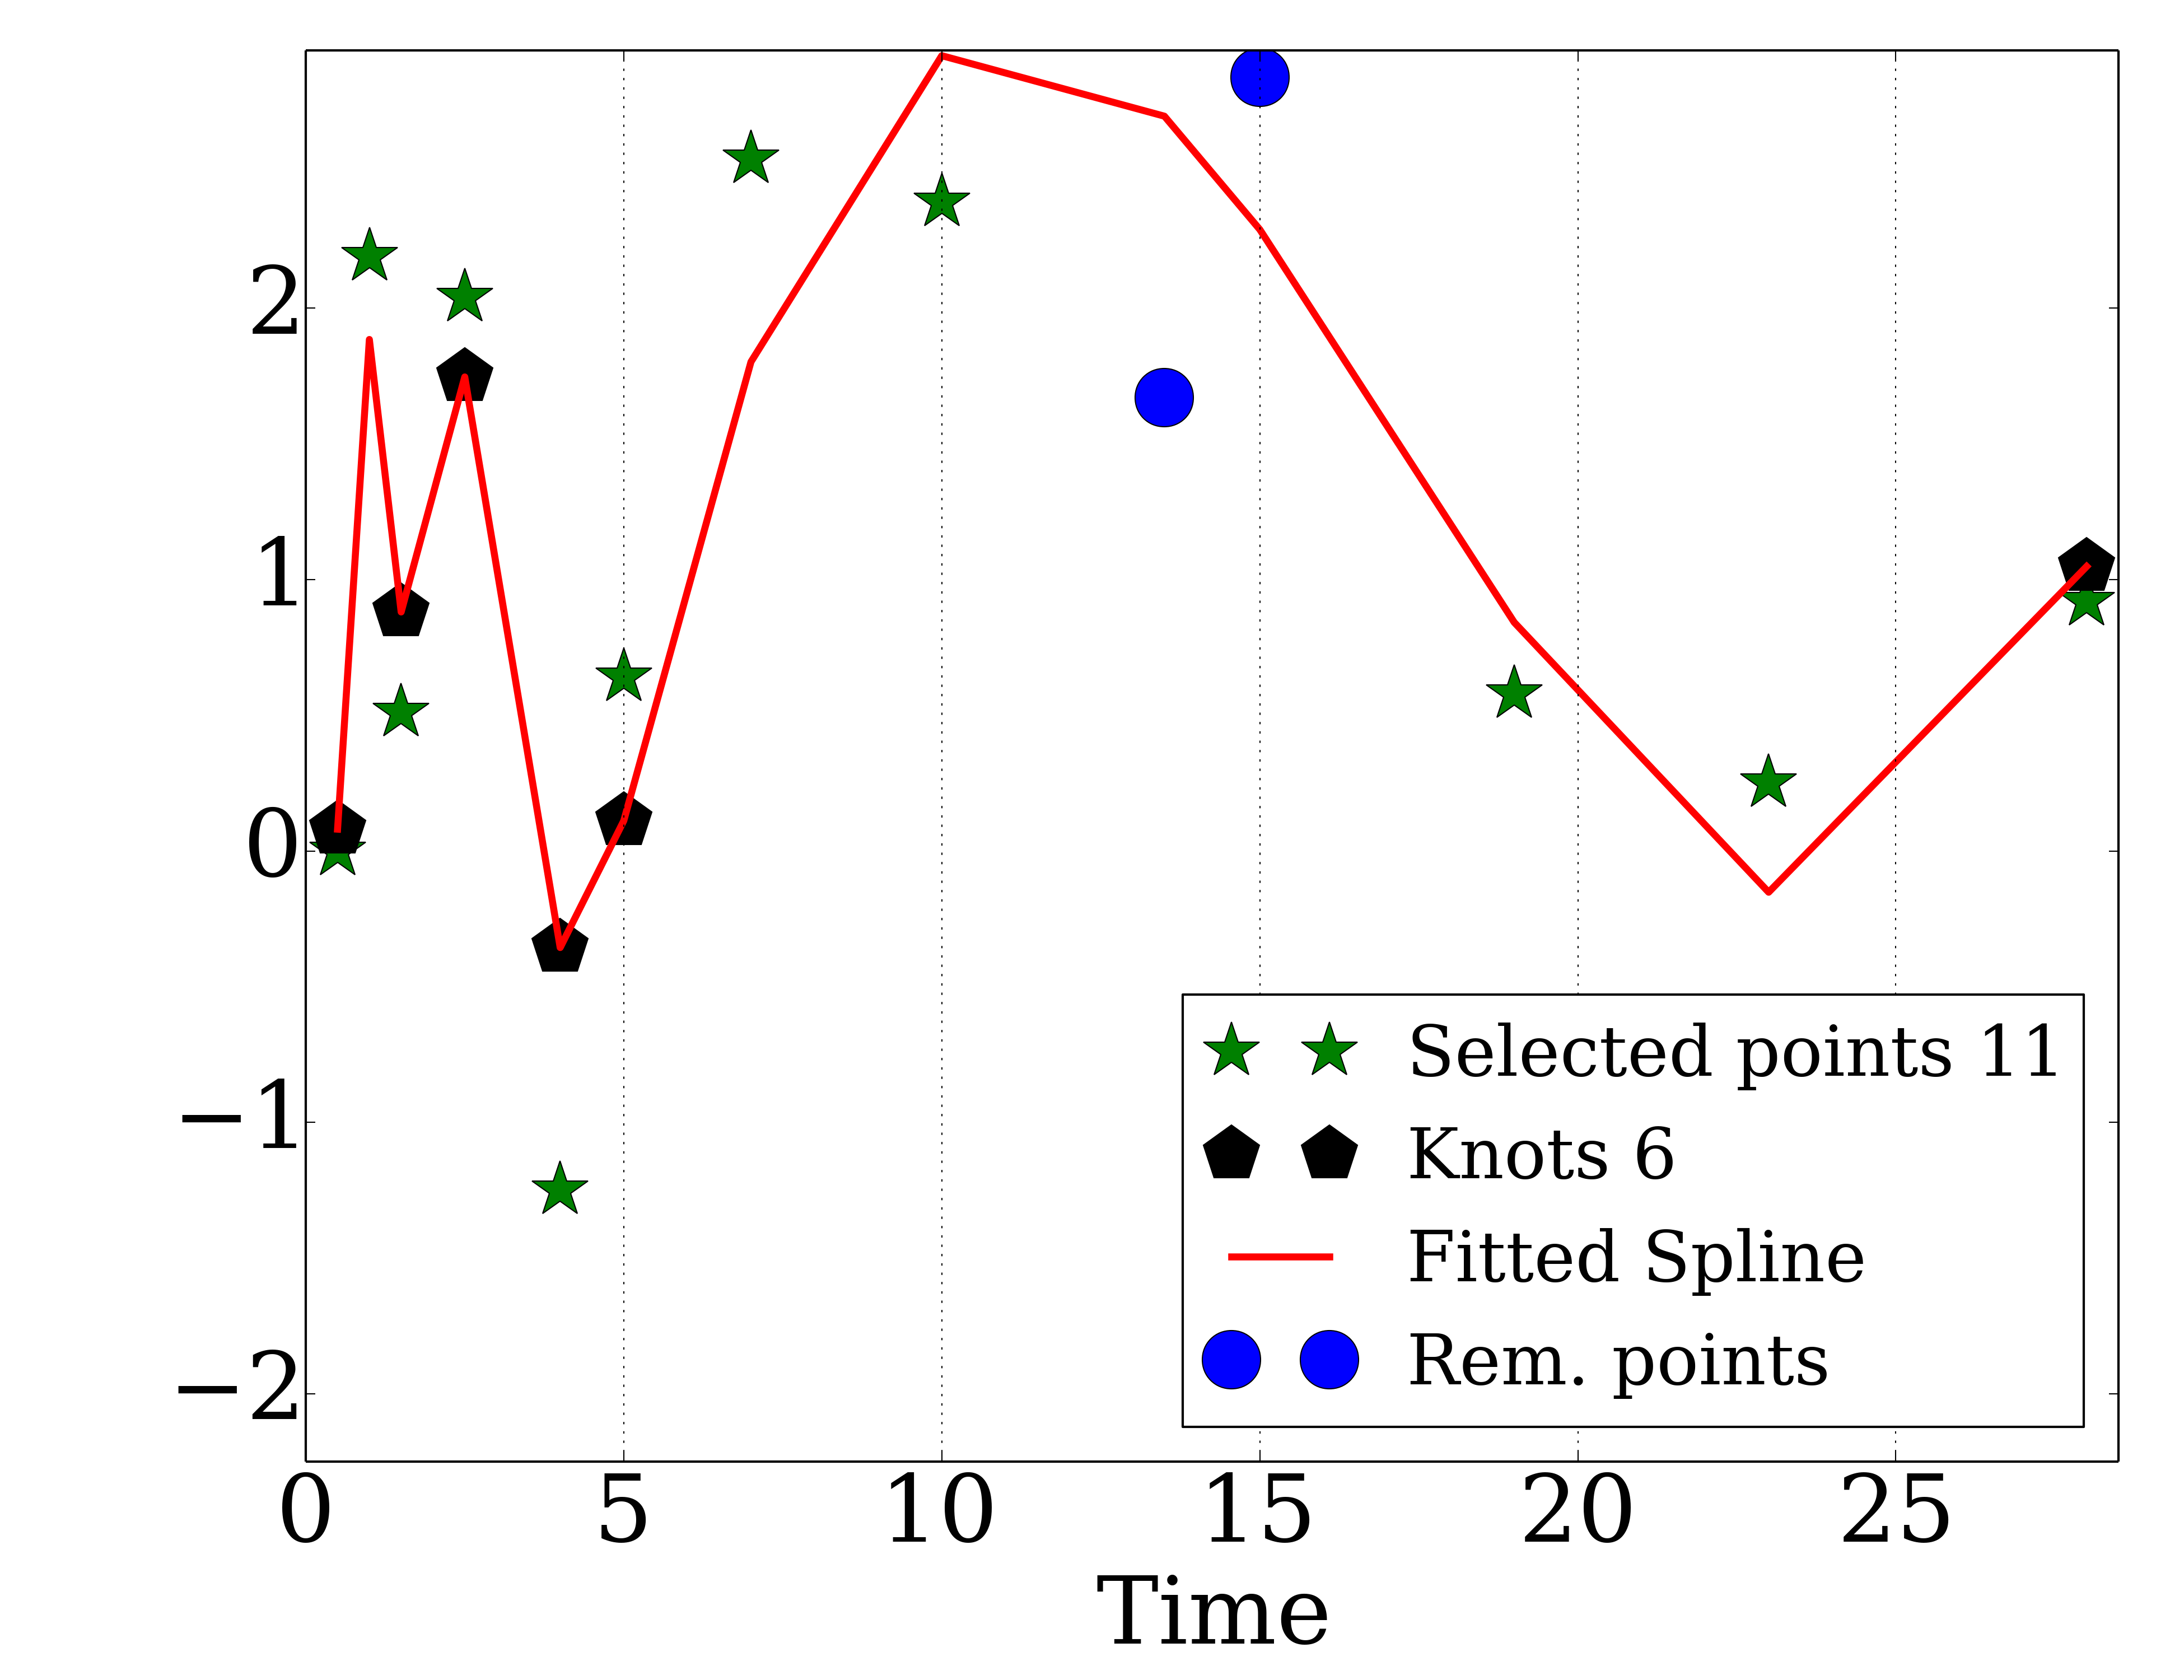 2
1
0
−1
−2
Selected points 11
Knots 6
Fitted Spline
Rem. points
0 5 10 15 20 25
Time